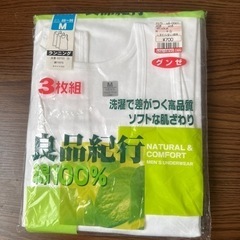 M
ランニング
¥700
グンゼ
3枚組
M
洗濯で差がつく高品質
ソフトな肌ざわり
良品紀行
綿100%
NATURAL &
COMFORT
MEN'S UNDERWEAR